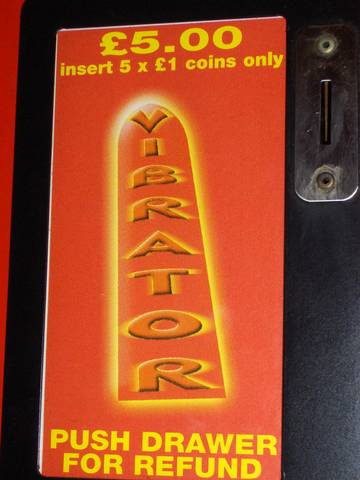 £5.00
insert 5 x £1 coins only
VIBRATOR
PUSH DRAWER
FOR REFUND